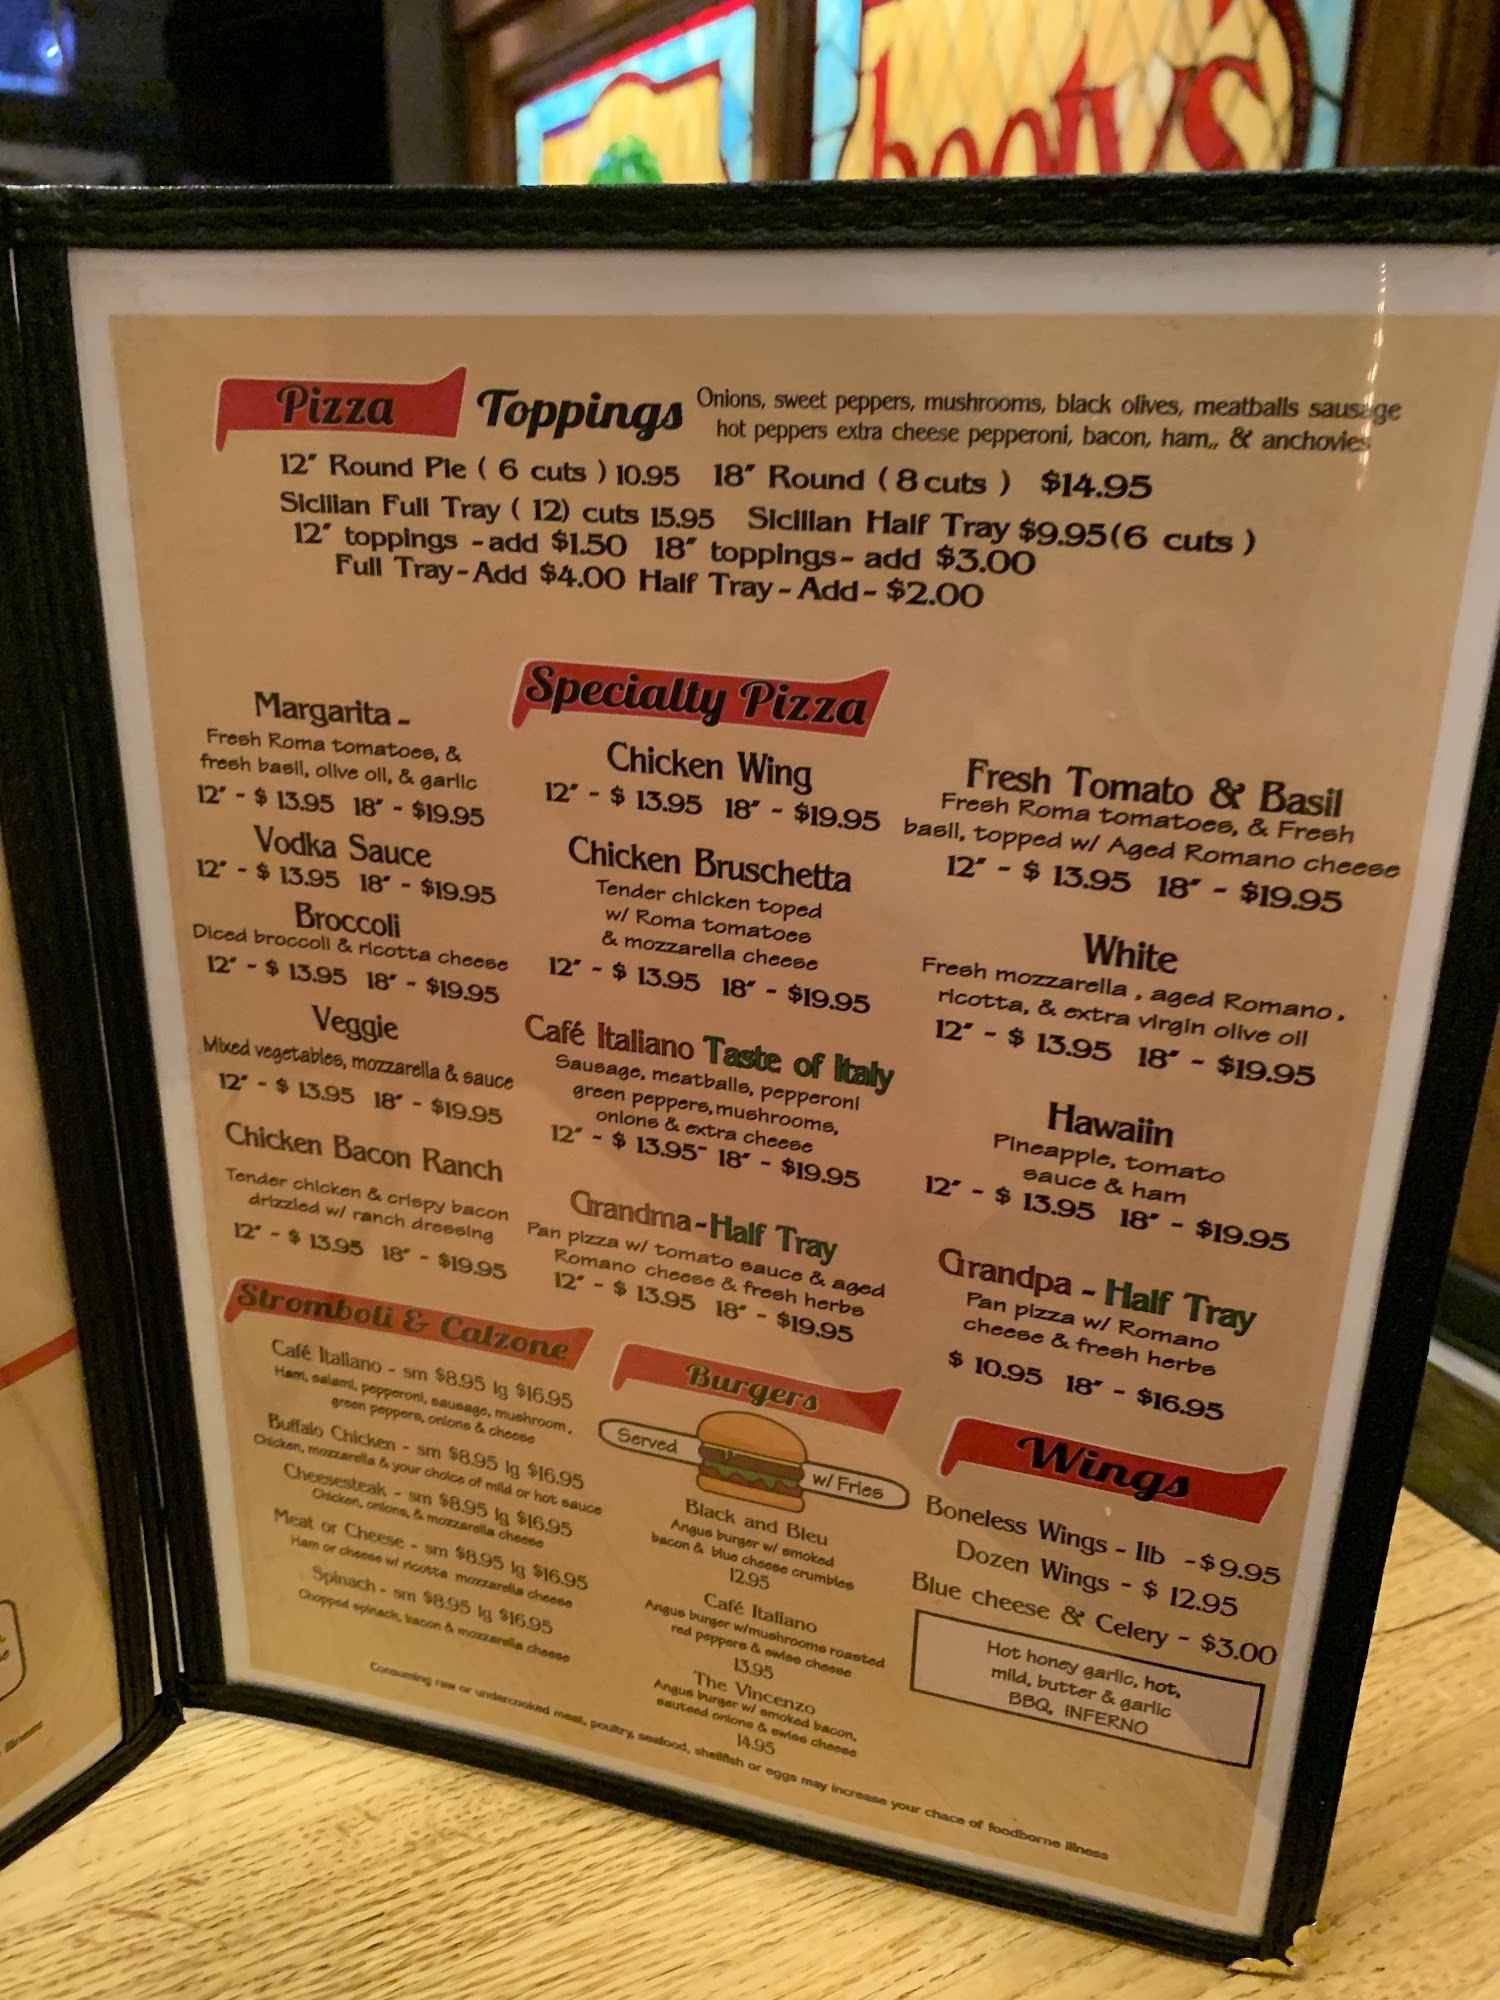 Pizza Toppings Onions, sweet peppers, mushrooms, black olives, meatballs sausage
hot peppers extra cheese pepperoni, bacon, ham,, & anchovies
12″ Round Pie ( 6 cuts ) 10.95 18″ Round ( 8 cuts ) $14.95
Sicilian Full Tray ( 12) cuts 15.95 Sicilian Half Tray $9.95(6 cuts )
12″ toppings -add $1.50 18″ toppings- add $3.00
Full Tray-Add $4.00 Half Tray - Add- $2.00
Specialty Pizza
Margarita -
Fresh Roma tomatoes, &
fresh basil, olive oil, & garlic
12″ - $ 13.95 18″ - $19.95
Vodka Sauce
12″ - $ 13.95 18″ - $19.95
Broccoli
Diced broccoli & ricotta cheese
12″ - $ 13.95 18″ - $19.95
Veggie
Mixed vegetables, mozzarella & sauce
12″ - $ 13.95 18″ - $19.95
Chicken Bacon Ranch
Tender chicken & crispy bacon
drizzled w/ ranch dressing
12″ - $ 13.95 18″ - $19.95
Chicken Wing
12″ - $ 13.95 18″ - $19.95
Chicken Bruschetta
Tender chicken toped
w/ Roma tomatoes
& mozzarella cheese
12″ - $ 13.95 18″ - $19.95
Café Italiano Taste of Italy
Sausage, meatballs, pepperoni
green peppers,mushrooms,
onions & extra cheese
12″ - $ 13.95″ 18″ - $19.95
Grandma-Half Tray
Pan pizza w/ tomato sauce & aged
Romano cheese & fresh herbs
12″ - $ 13.95 18″ - $19.95
Fresh Tomato & Basil
Fresh Roma tomatoes, & Fresh
basil, topped w/ Aged Romano cheese
12″ - $ 13.95 18″ - $19.95
White
Fresh mozzarella , aged Romano ,
ricotta, & extra virgin olive oil
12″ - $ 13.95 18″ - $19.95
Hawaiin
Pineapple, tomato
sauce & ham
12″ - $ 13.95 18″ - $19.95
Grandpa - Half Tray
Pan pizza w/ Romano
cheese & fresh herbs
$ 10.95 18″ - $16.95
Stromboli & Calzone
Café Italiano - sm $8.95 lg $16.95
Ham, salami, pepperoni, sausage, mushroom,
green peppers, onions & cheese
Buffalo Chicken - sm $8.95 lg $16.95
Chicken, mozzarella & your choice of mild or hot sauce
Cheesesteak - sm $8.95 lg $16.95
Chicken, onions, & mozzarella cheese
Meat or Cheese - sm $8.95 lg $16.95
Ham or cheese w/ ricotta mozzarella cheese
Spinach - sm $8.95 lg $16.95
Chopped spinach, bacon & mozzarella cheese
Burgers
Served w/ Fries
Black and Bleu
Angus burger w/ smoked
bacon & blue cheese crumbles
12.95
Café Italiano
Angus burger w/mushrooms roasted
red peppers & swiss cheese
13.95
The Vincenzo
Angus burger w/ smoked bacon,
sauteed onions & swiss cheese
14.95
Wings
Boneless Wings - 1lb -$9.95
Dozen Wings - $ 12.95
Blue cheese & Celery - $3.00
Hot honey garlic, hot,
mild, butter & garlic
BBQ, INFERNO
Consuming raw or undercooked meat, poultry, seafood, shellfish or eggs may increase your chace of foodborne illness